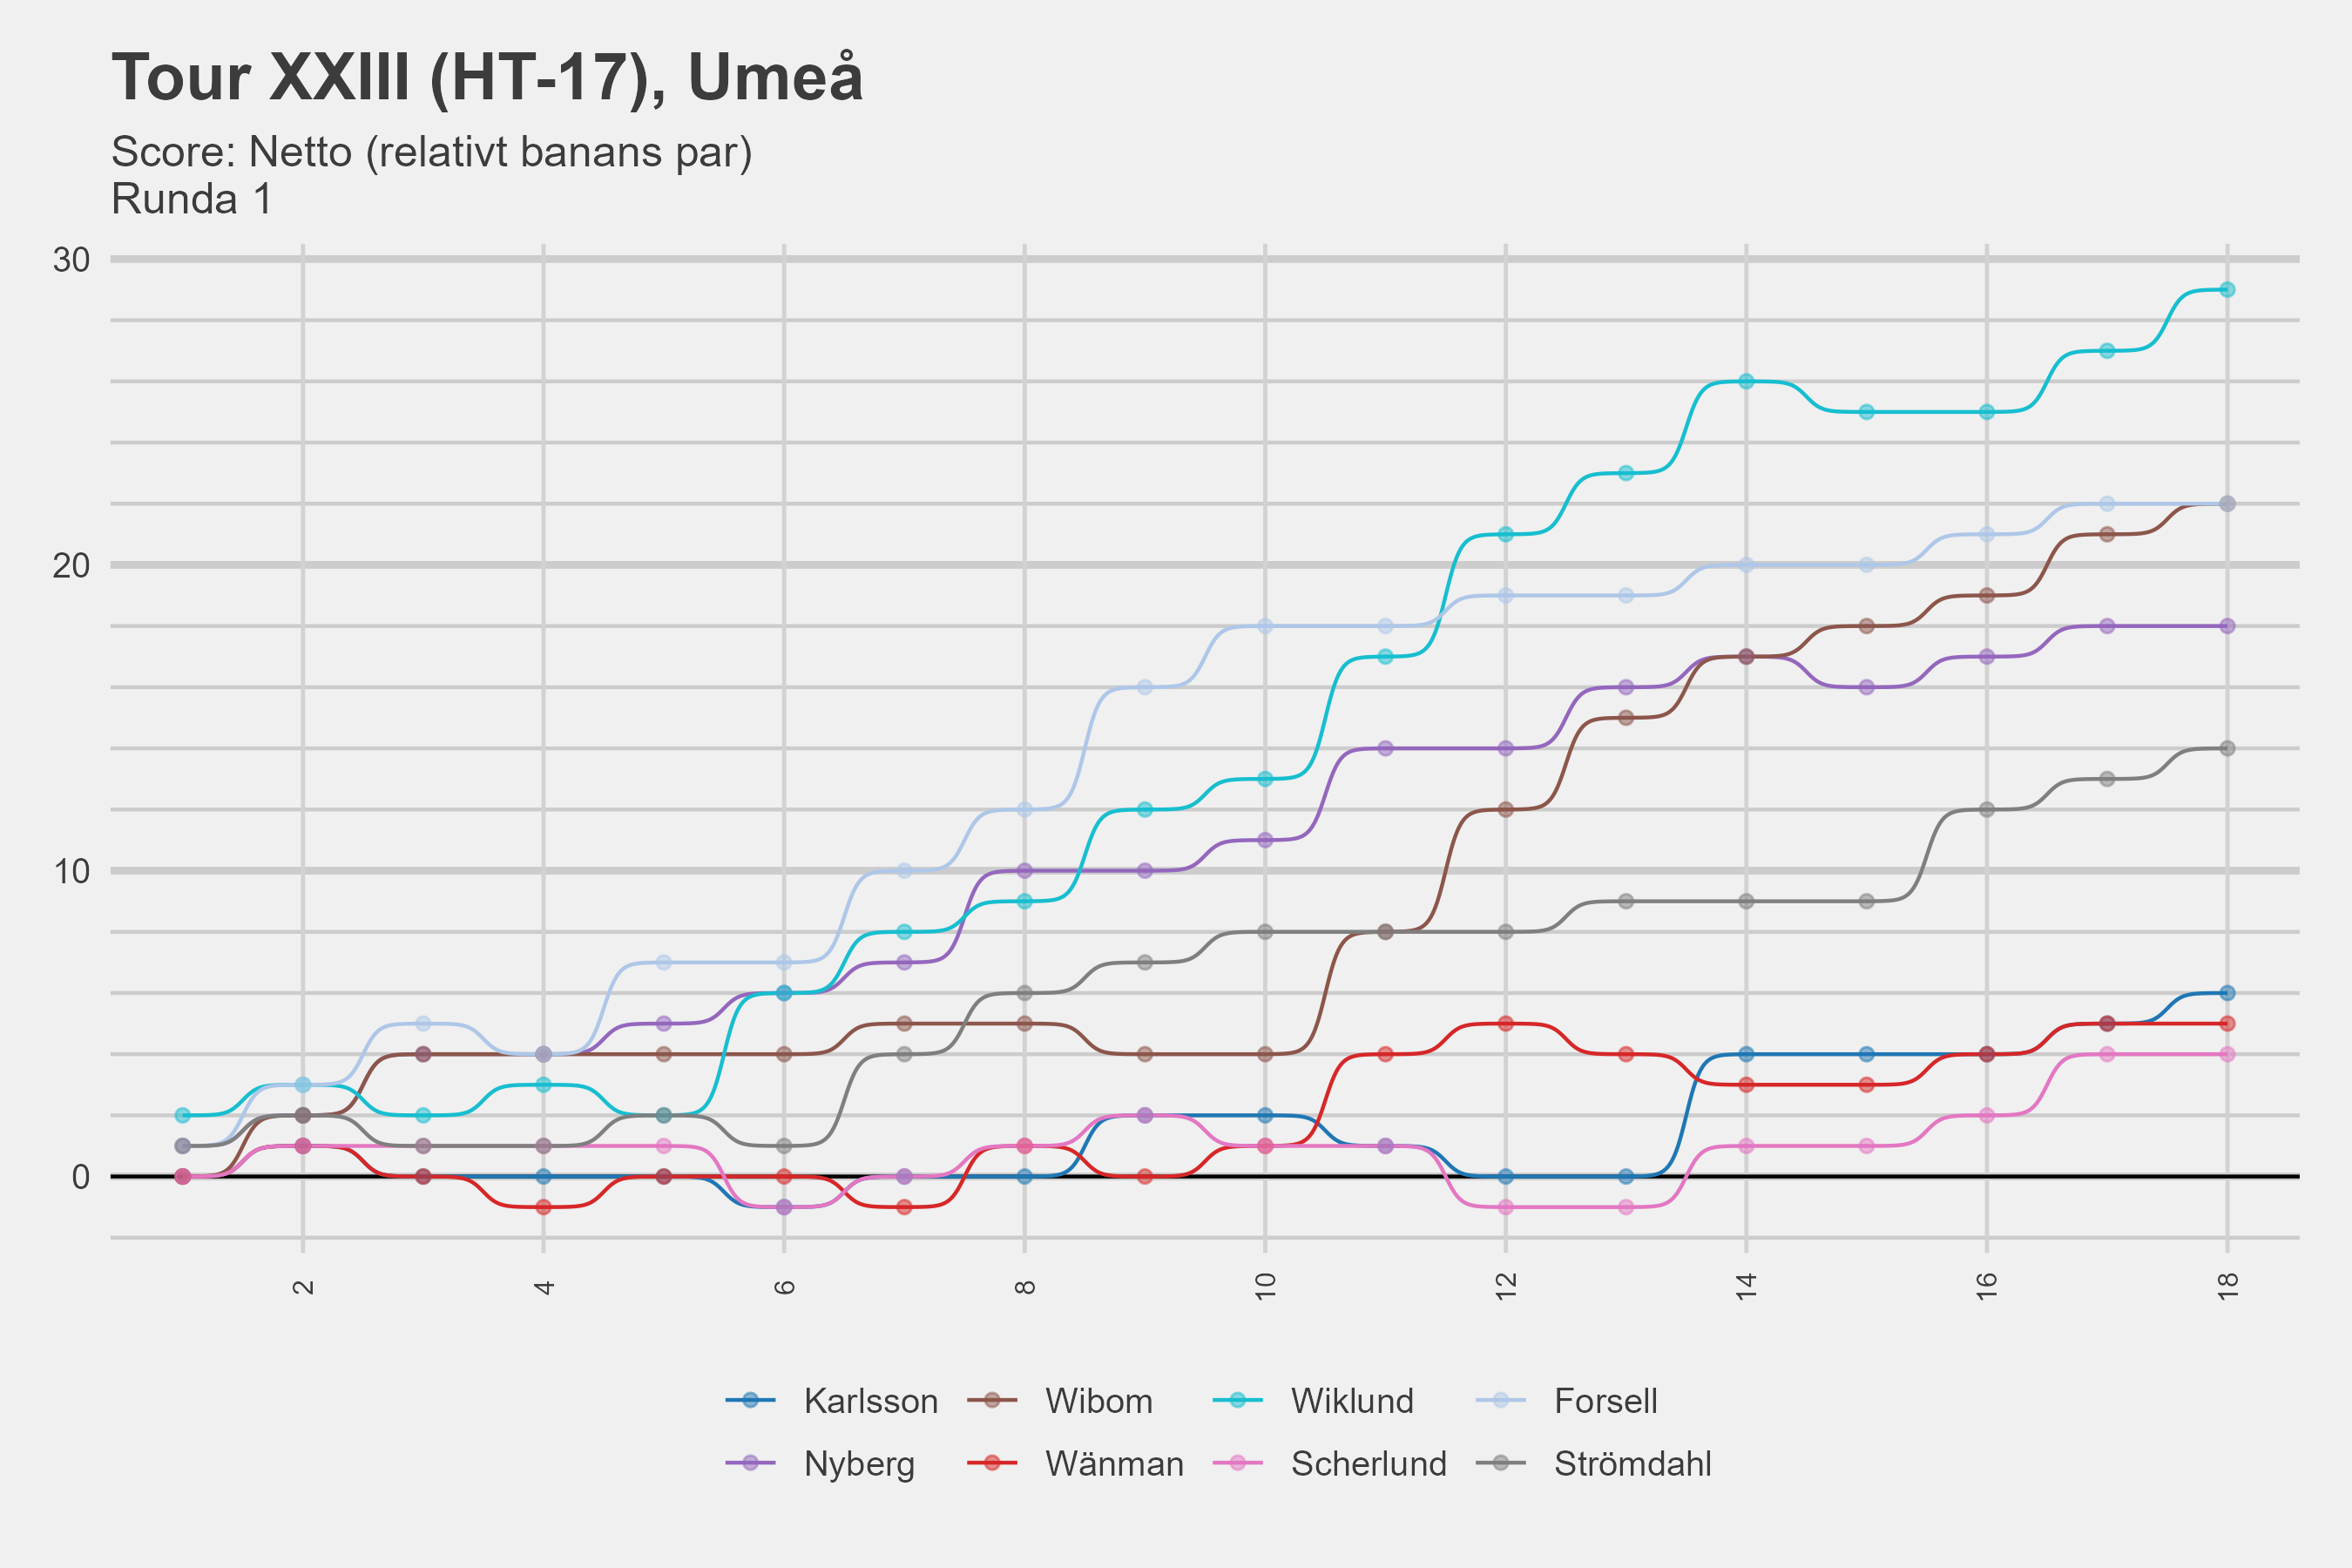 Tour XXIII (HT-17), Umeå
Score: Netto (relativt banans par)
Runda 1
30
20
10
0
2 4 6 8 10 12 14 16 18
Karlsson Wibom Wiklund Forsell
Nyberg Wänman Scherlund Strömdahl